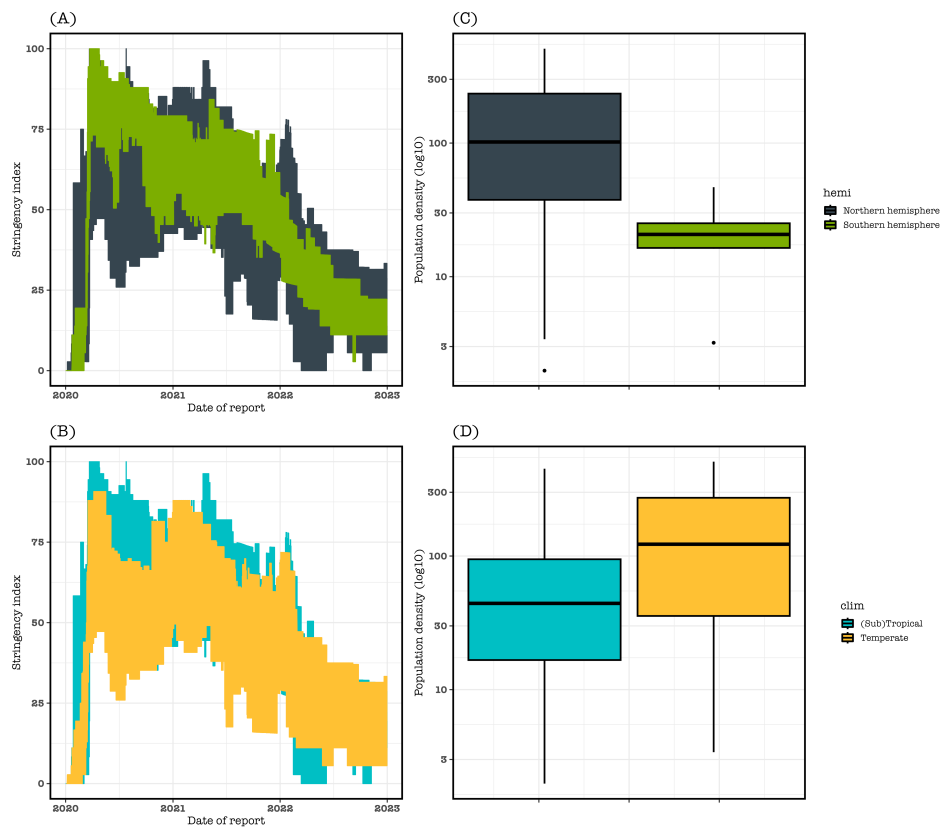 (A)
100
75
50
25
0
Stringency index
2020
2021
2022
2023
Date of report
(C)
300
100
30
10
3
Population density (log10)
hemi
Northern hemisphere
Southern hemisphere
(B)
100
75
50
25
0
Stringency index
2020
2021
2022
2023
Date of report
(D)
300
100
30
10
3
Population density (log10)
clim
(Sub)Tropical
Temperate